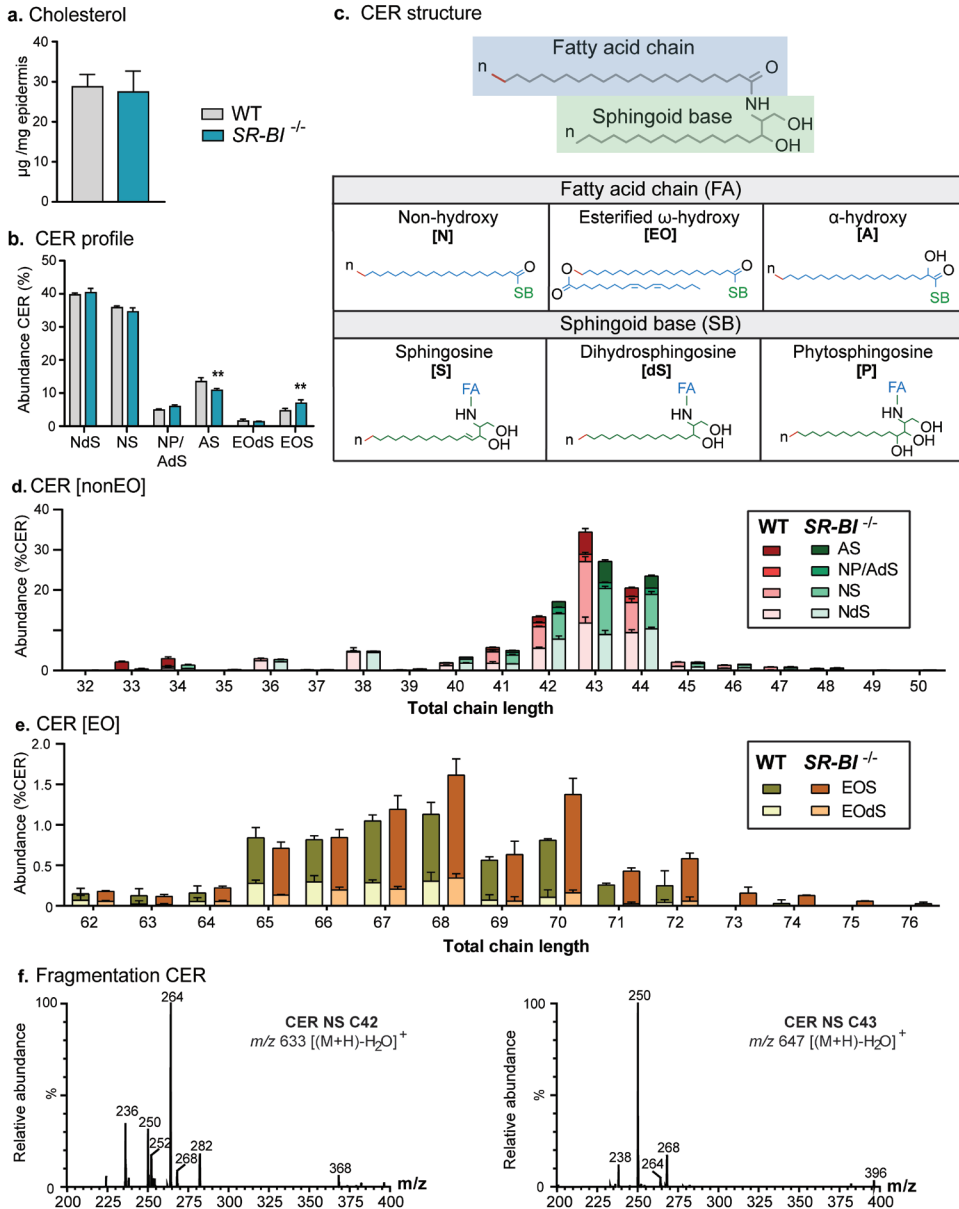 a. Cholesterol
40
30
20
10
0
µg /mg epidermis
WT
SR-BI -/-
b. CER profile
50
40
30
20
10
0
Abundance CER (%)
**
**
NdS NS NP/ AS EOdS EOS
AdS
c. CER structure
Fatty acid chain
n
O
NH
Sphingoid base
OH
n
OH
Fatty acid chain (FA)
Non-hydroxy Esterified ω-hydroxy α-hydroxy
[N] [EO] [A]
n O SB
O O O SB
n OH O SB
Sphingoid base (SB)
Sphingosine Dihydrosphingosine Phytosphingosine
[S] [dS] [P]
FA FA FA
HN HN HN
OH OH OH
n OH n OH n OH OH
d. CER [nonEO]
40
30
20
10
0
Abundance (%CER)
WT SR-BI -/-
AS
NP/AdS
NS
NdS
32 33 34 35 36 37 38 39 40 41 42 43 44 45 46 47 48 49 50
Total chain length
e. CER [EO]
2.0
1.5
1.0
0.5
0
Abundance (%CER)
WT SR-BI -/-
EOS
EOdS
62 63 64 65 66 67 68 69 70 71 72 73 74 75 76
Total chain length
f. Fragmentation CER
100
%
0
Relative abundance
264
CER NS C42
m/z 633 [(M+H)-H2O]+
236
250
252
268
282
368
200 225 250 275 300 325 350 375 400 m/z
100
%
0
Relative abundance
250
CER NS C43
m/z 647 [(M+H)-H2O]+
238
264
268
396
200 225 250 275 300 325 350 375 400 m/z